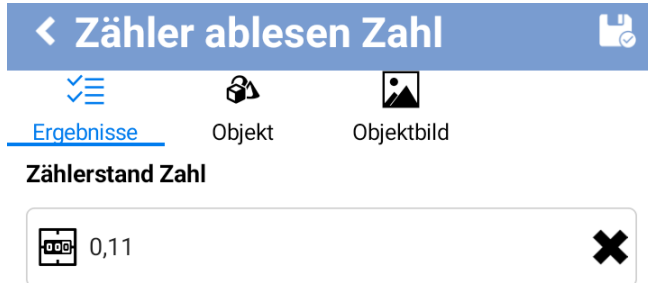 Zähler ablesen Zahl
Ergebnisse Objekt Objektbild
Zählerstand Zahl
0,11